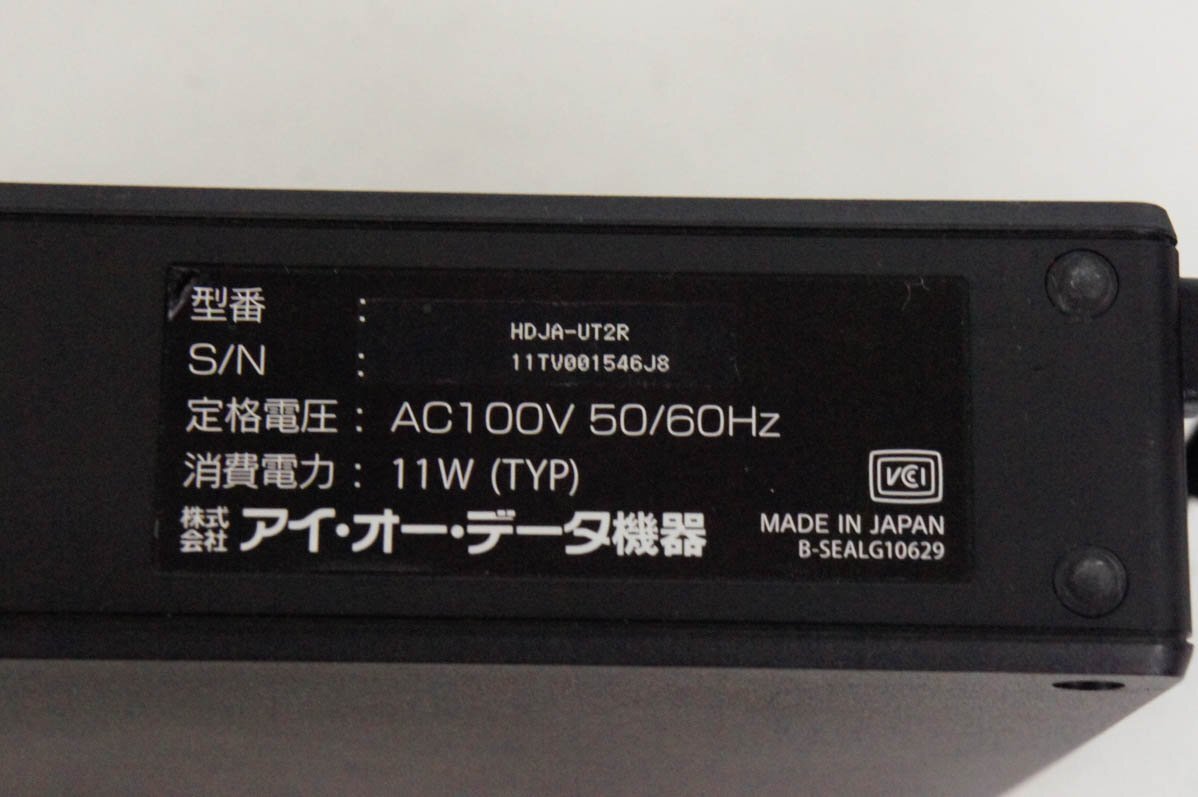 型番 : HDJA-UT2R
S/N : 11TV001546J8
定格電圧 : AC100V 50/60Hz
消費電力 : 11W (TYP)
株式会社 アイ・オー・データ機器
VCCI
MADE IN JAPAN
B-SEALG10629